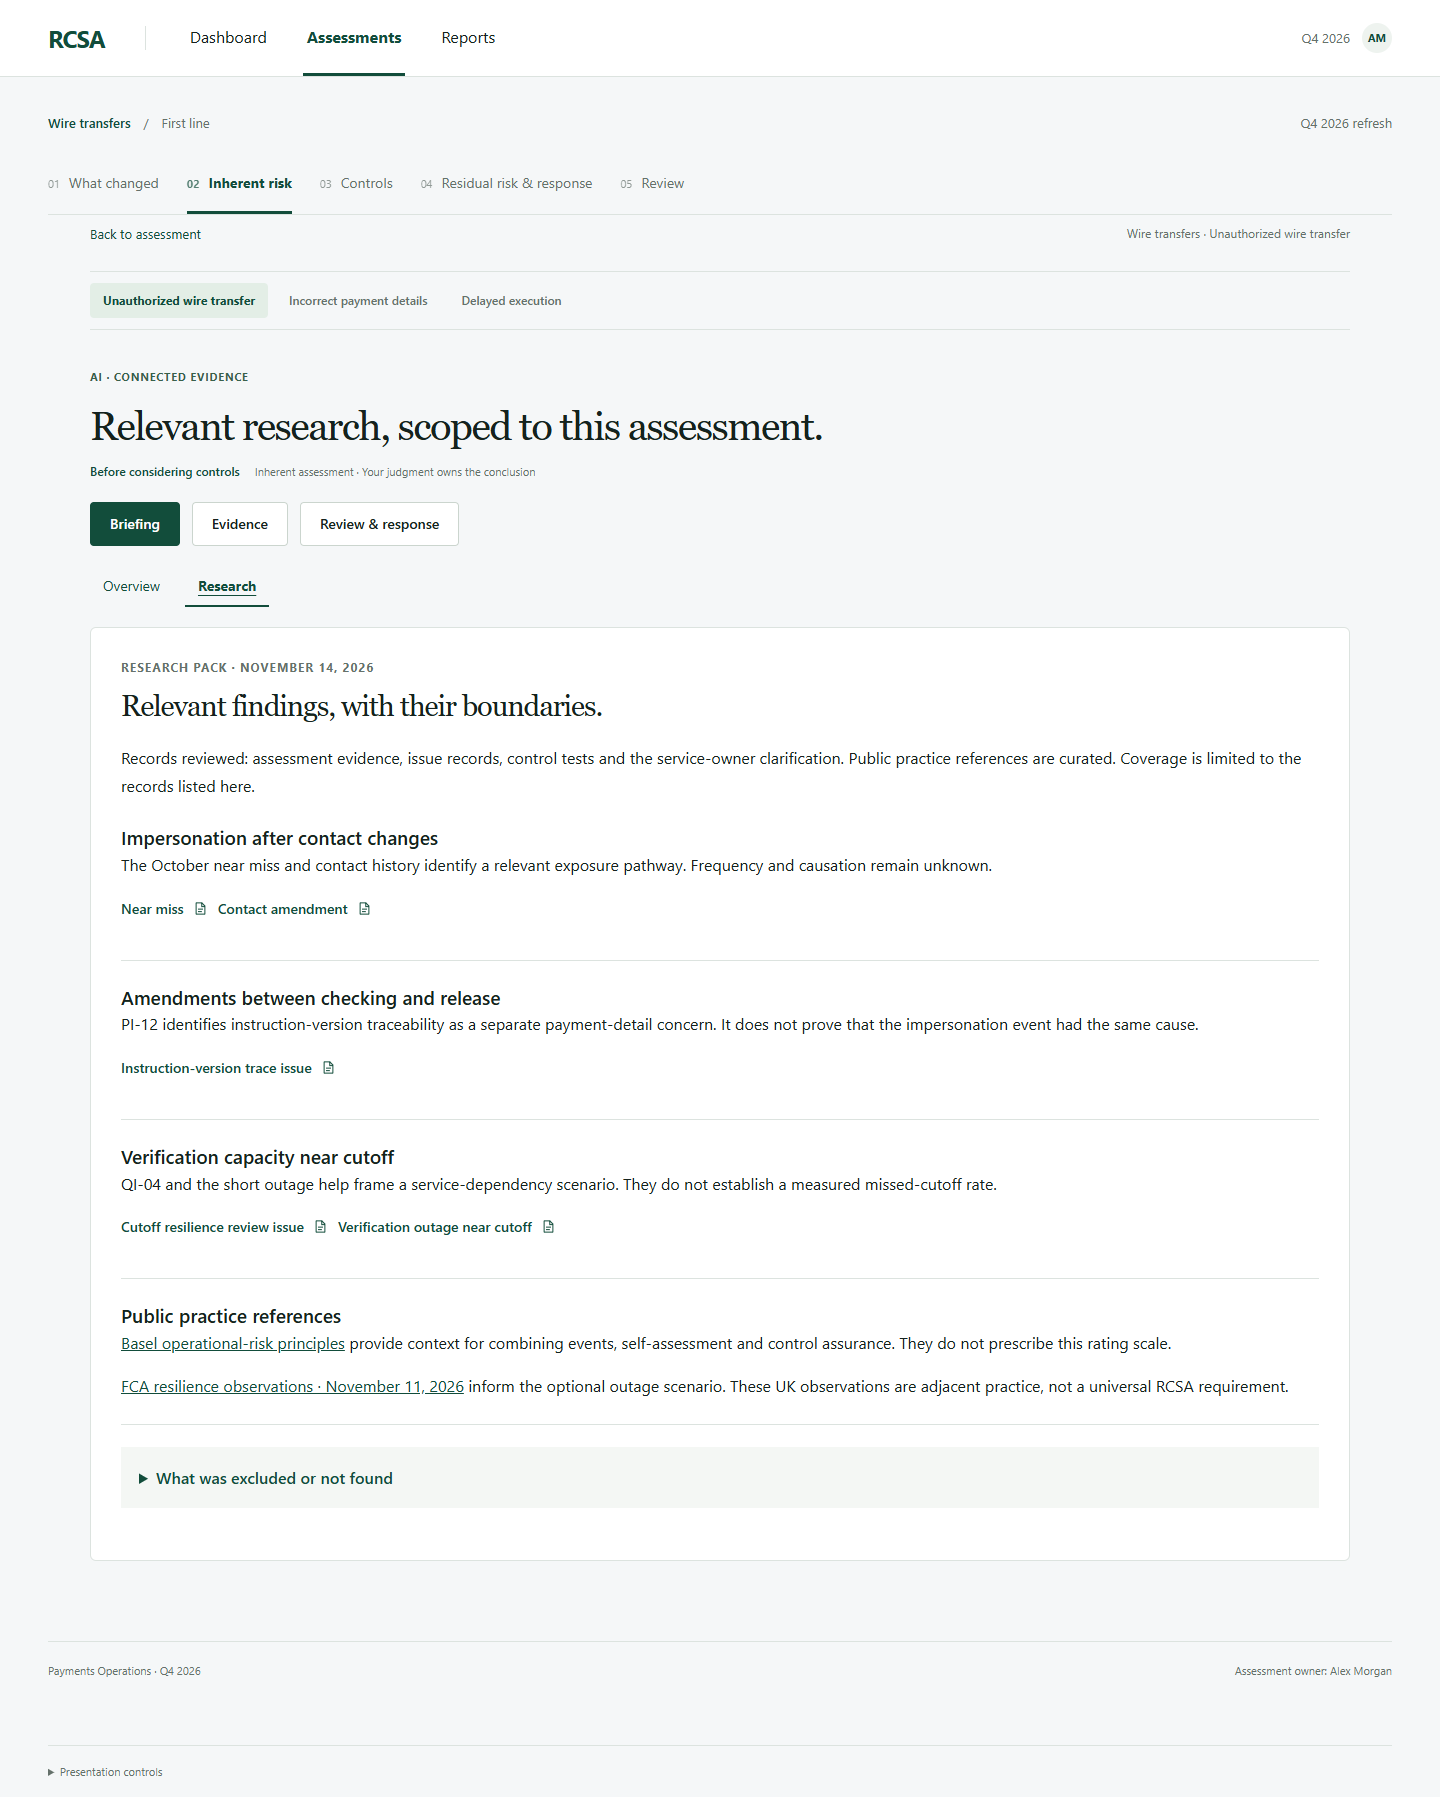 RCSA
Dashboard
Assessments
Reports
Q4 2026
AM
Wire transfers / First line
Q4 2026 refresh
01 What changed
02 Inherent risk
03 Controls
04 Residual risk & response
05 Review
Back to assessment
Wire transfers · Unauthorized wire transfer
Unauthorized wire transfer
Incorrect payment details
Delayed execution
AI · CONNECTED EVIDENCE
Relevant research, scoped to this assessment.
Before considering controls
Inherent assessment · Your judgment owns the conclusion
Briefing
Evidence
Review & response
Overview
Research
RESEARCH PACK · NOVEMBER 14, 2026
Relevant findings, with their boundaries.
Records reviewed: assessment evidence, issue records, control tests and the service-owner clarification. Public practice references are curated. Coverage is limited to the
records listed here.
Impersonation after contact changes
The October near miss and contact history identify a relevant exposure pathway. Frequency and causation remain unknown.
Near miss
Contact amendment
Amendments between checking and release
PI-12 identifies instruction-version traceability as a separate payment-detail concern. It does not prove that the impersonation event had the same cause.
Instruction-version trace issue
Verification capacity near cutoff
QI-04 and the short outage help frame a service-dependency scenario. They do not establish a measured missed-cutoff rate.
Cutoff resilience review issue
Verification outage near cutoff
Public practice references
Basel operational-risk principles provide context for combining events, self-assessment and control assurance. They do not prescribe this rating scale.
FCA resilience observations · November 11, 2026 inform the optional outage scenario. These UK observations are adjacent practice, not a universal RCSA requirement.
What was excluded or not found
Payments Operations · Q4 2026
Assessment owner: Alex Morgan
Presentation controls